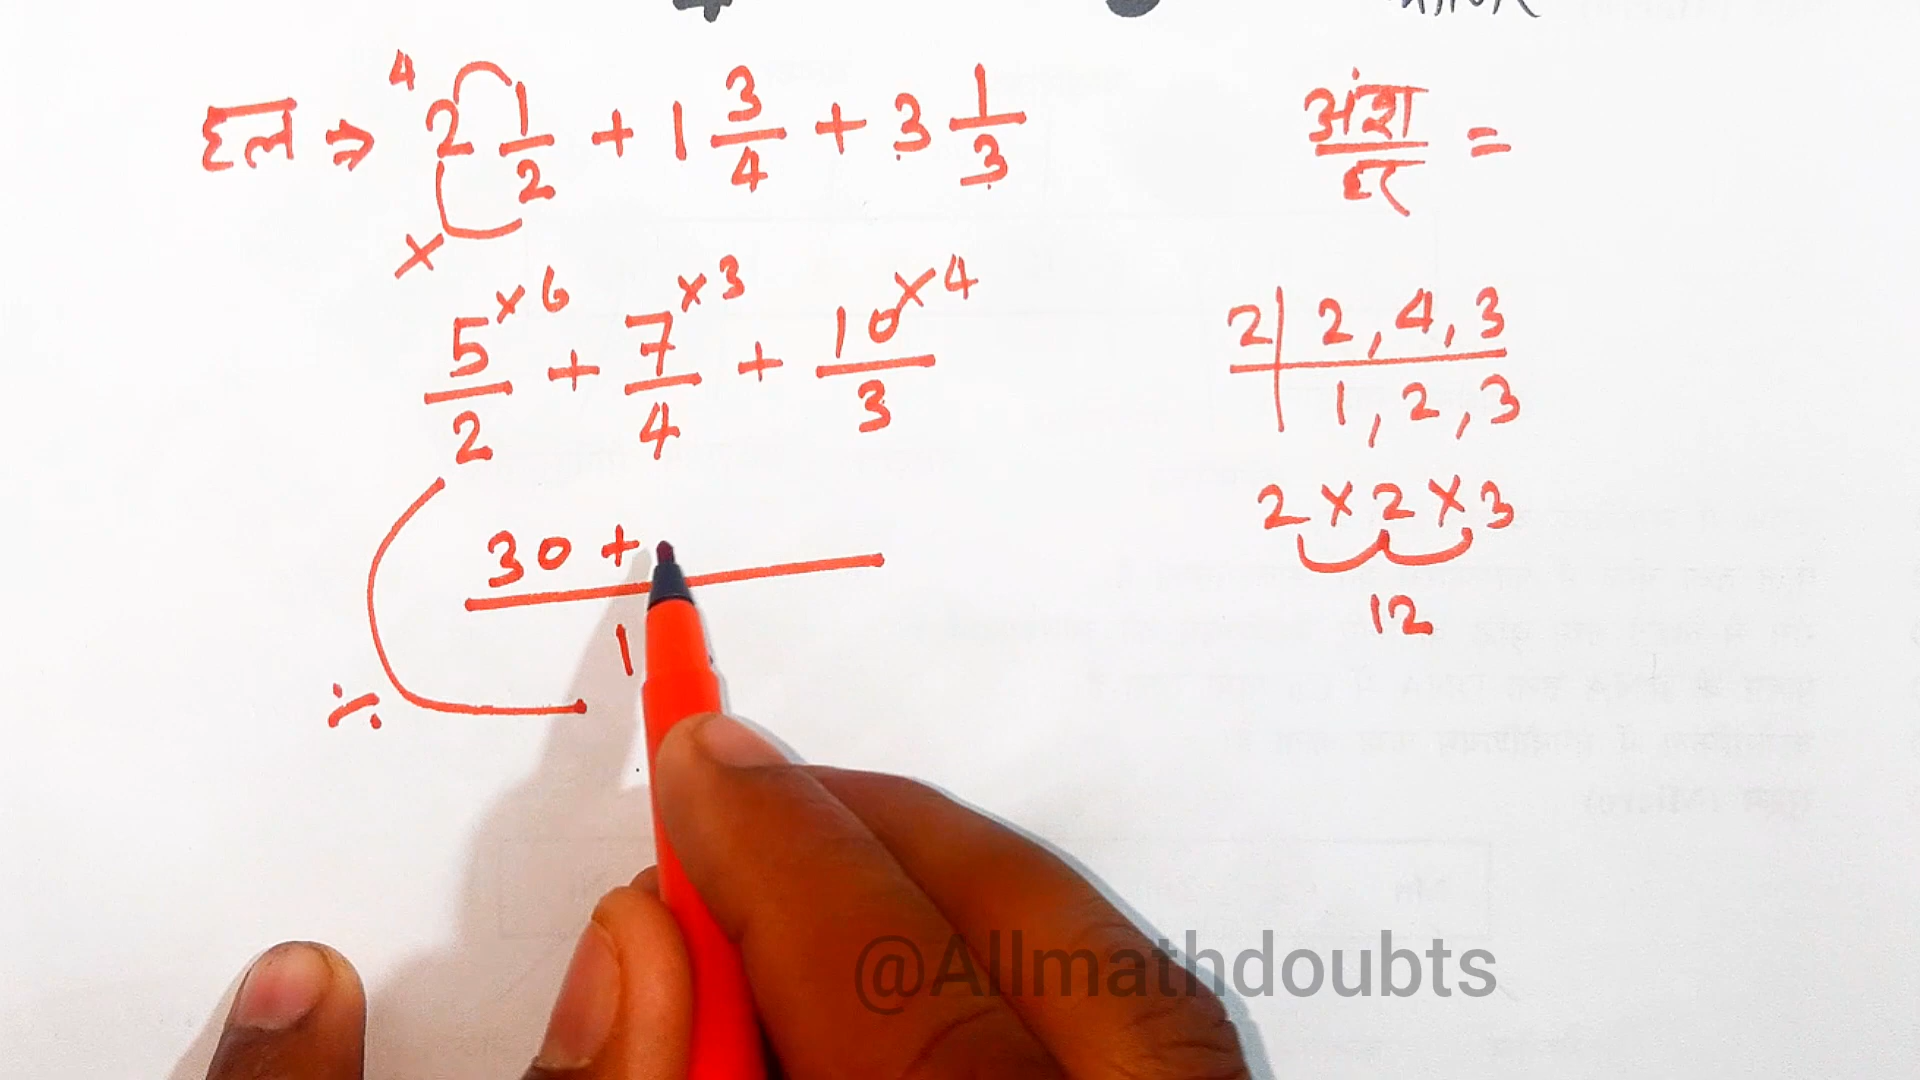 हल ⇒ 2 1/2 + 1 3/4 + 3 1/3
4
×
5/2 ×6 + 7/4 ×3 + 10/3 ×4
30 +
1
÷
अंश/हर =
2 | 2, 4, 3
1, 2, 3
2 × 2 × 3
12
@Allmathdoubts